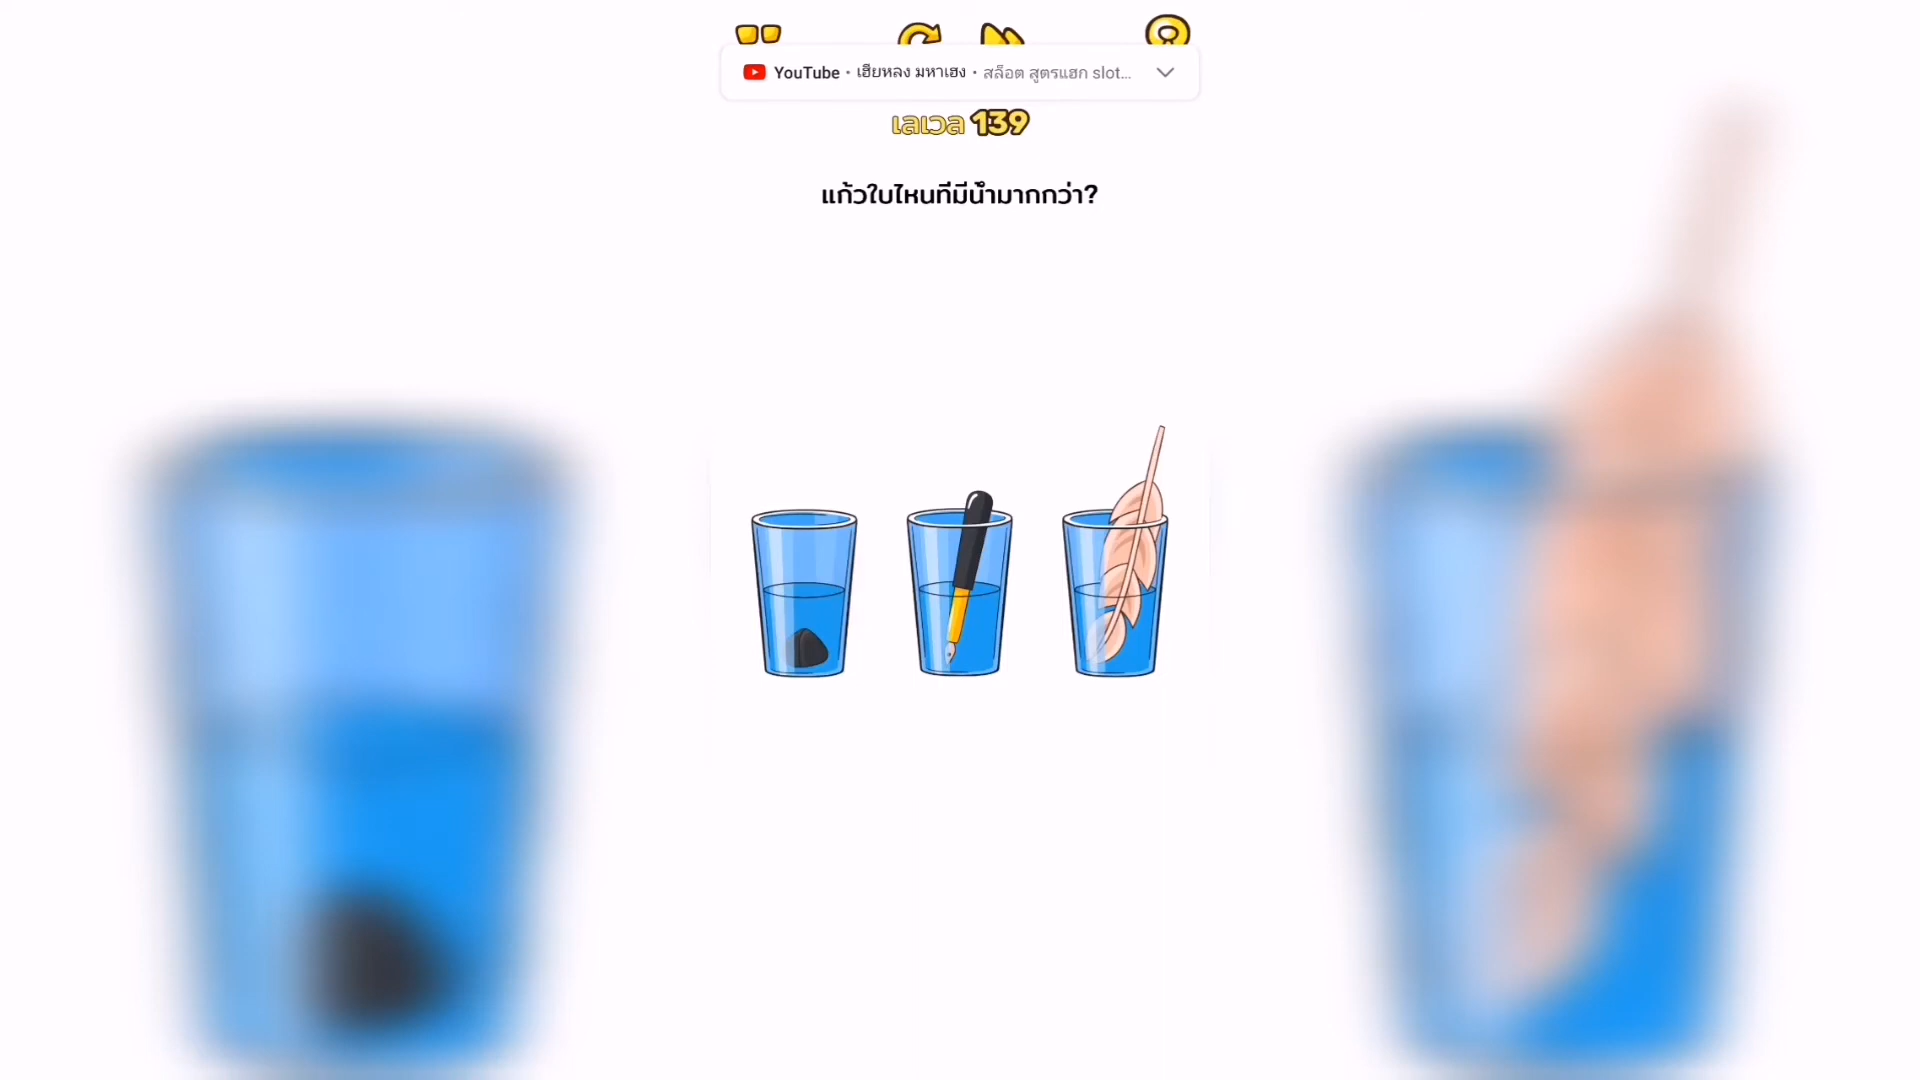 YouTube • เฮียหลง มหาเฮง • สล็อต สูตรแฮก slot...
เลเวล 139
แก้วใบไหนที่มีน้ำมากกว่า?